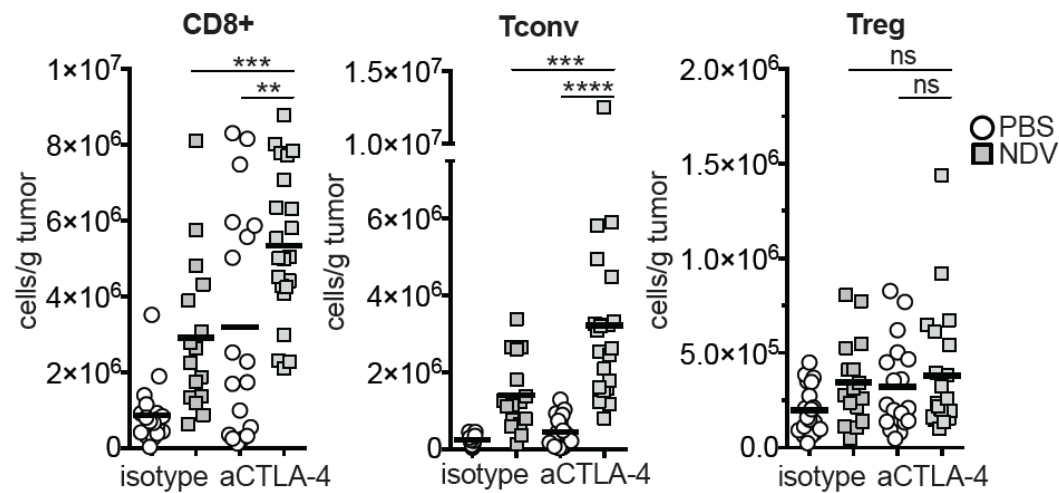 CD8+
cells/g tumor
1×10⁷
8×10⁶
6×10⁶
4×10⁶
2×10⁶
0
***
**
isotype aCTLA-4
Tconv
cells/g tumor
1.5×10⁷
1.0×10⁷
6×10⁶
4×10⁶
2×10⁶
0
***
****
isotype aCTLA-4
Treg
cells/g tumor
2.0×10⁶
1.5×10⁶
1.0×10⁶
5.0×10⁵
0.0
ns
ns
isotype aCTLA-4
PBS
NDV